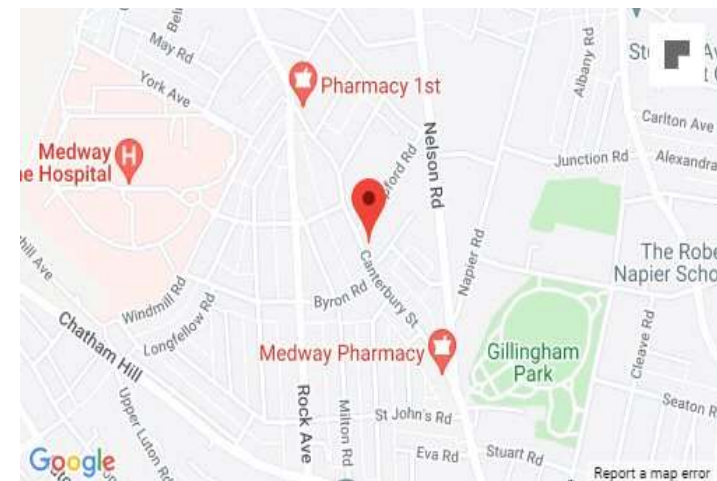 May Rd
York Ave
Pharmacy 1st
Albany Rd
Carlton Ave
Junction Rd
Alexandra
Medway
Hospital
H
Nelson Rd
Napier Rd
The
Napier
Canterbury St
Windmill Rd
Byron Rd
Longfellow Rd
Chatham Hill
Medway Pharmacy
Gillingham
Park
Cleave Rd
Rock Ave
Milton Rd
St John's Rd
Seaton
Upper Luton Rd
Eva Rd
Stuart Rd
Google
Report a map error